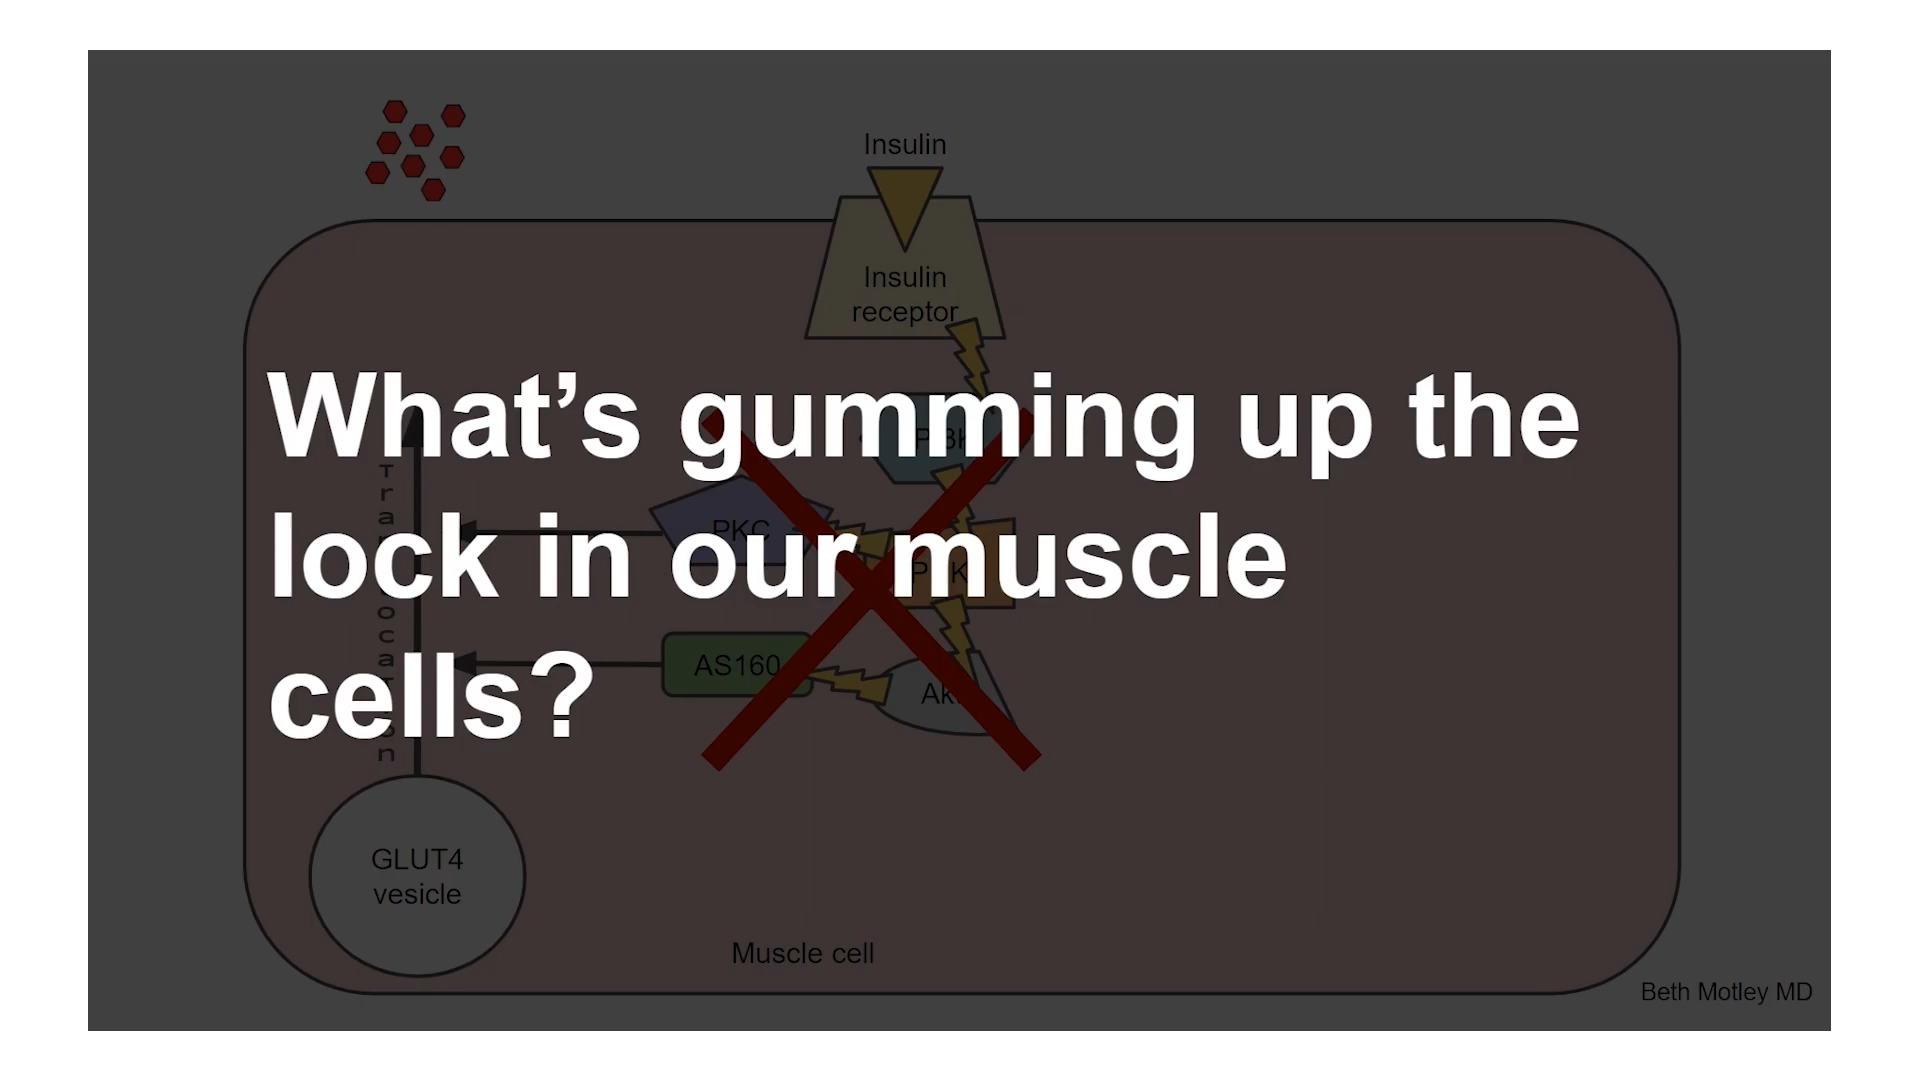 Insulin
Insulin
receptor
What’s gumming up the
lock in our muscle
cells?
PKC
AS160
GLUT4
vesicle
Muscle cell
Beth Motley MD